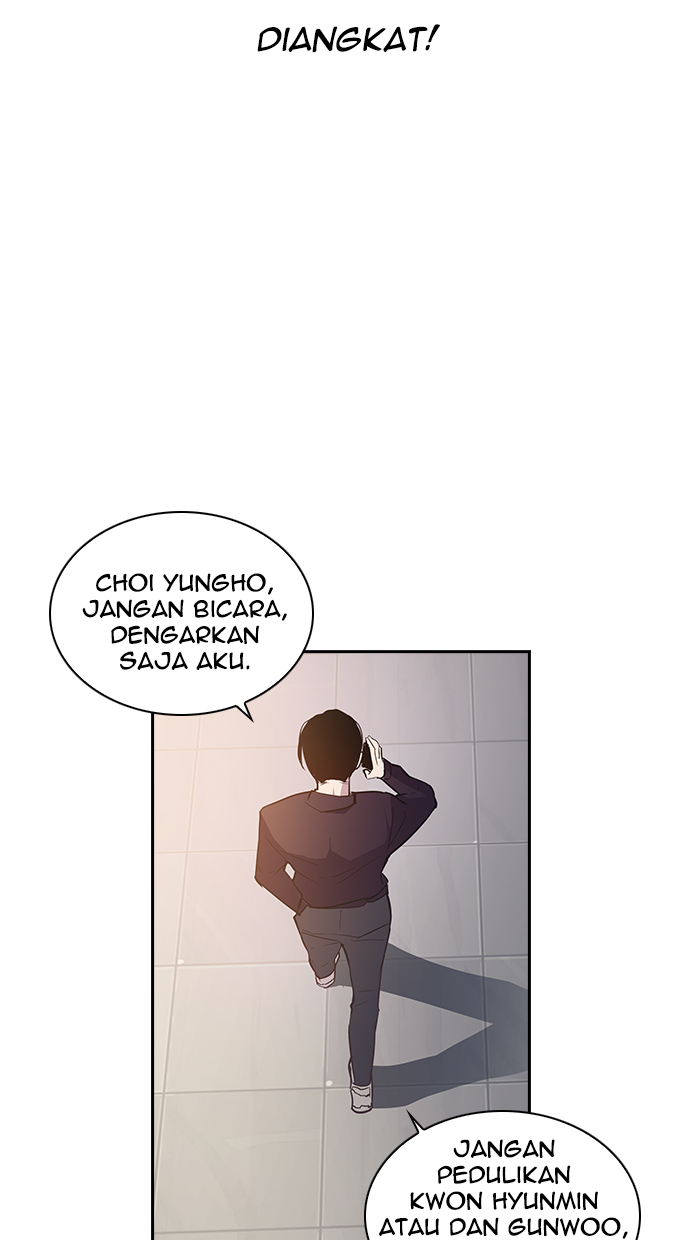 DIANGKAT!
CHOI YUNGHO,
JANGAN BICARA,
DENGARKAN
SAJA AKU.
JANGAN
PEDULIKAN
KWON HYUNMIN
ATAU DAN GUNWOO,